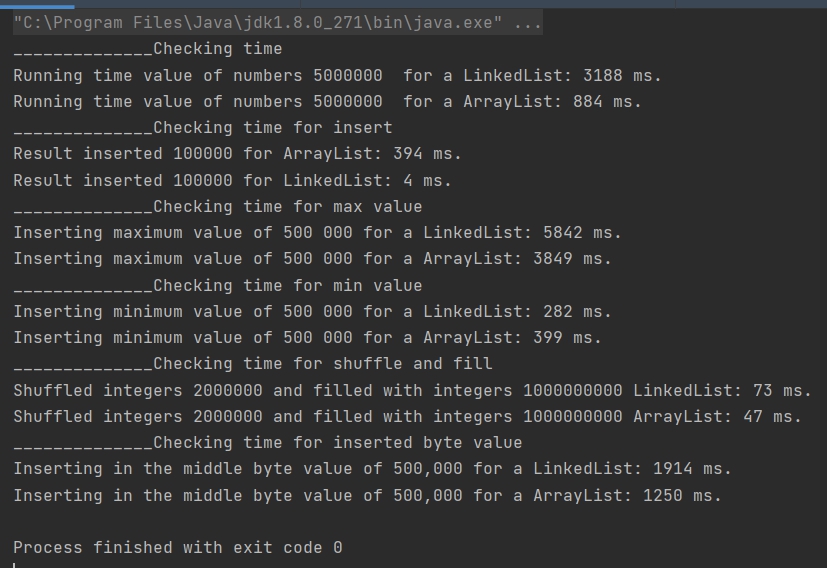 "C:\Program Files\Java\jdk1.8.0_271\bin\java.exe" ...
______________Checking time
Running time value of numbers 5000000  for a LinkedList: 3188 ms.
Running time value of numbers 5000000  for a ArrayList: 884 ms.
______________Checking time for insert
Result inserted 100000 for ArrayList: 394 ms.
Result inserted 100000 for LinkedList: 4 ms.
______________Checking time for max value
Inserting maximum value of 500 000 for a LinkedList: 5842 ms.
Inserting maximum value of 500 000 for a ArrayList: 3849 ms.
______________Checking time for min value
Inserting minimum value of 500 000 for a LinkedList: 282 ms.
Inserting minimum value of 500 000 for a ArrayList: 399 ms.
______________Checking time for shuffle and fill
Shuffled integers 2000000 and filled with integers 1000000000 LinkedList: 73 ms.
Shuffled integers 2000000 and filled with integers 1000000000 ArrayList: 47 ms.
______________Checking time for inserted byte value
Inserting in the middle byte value of 500,000 for a LinkedList: 1914 ms.
Inserting in the middle byte value of 500,000 for a ArrayList: 1250 ms.
Process finished with exit code 0